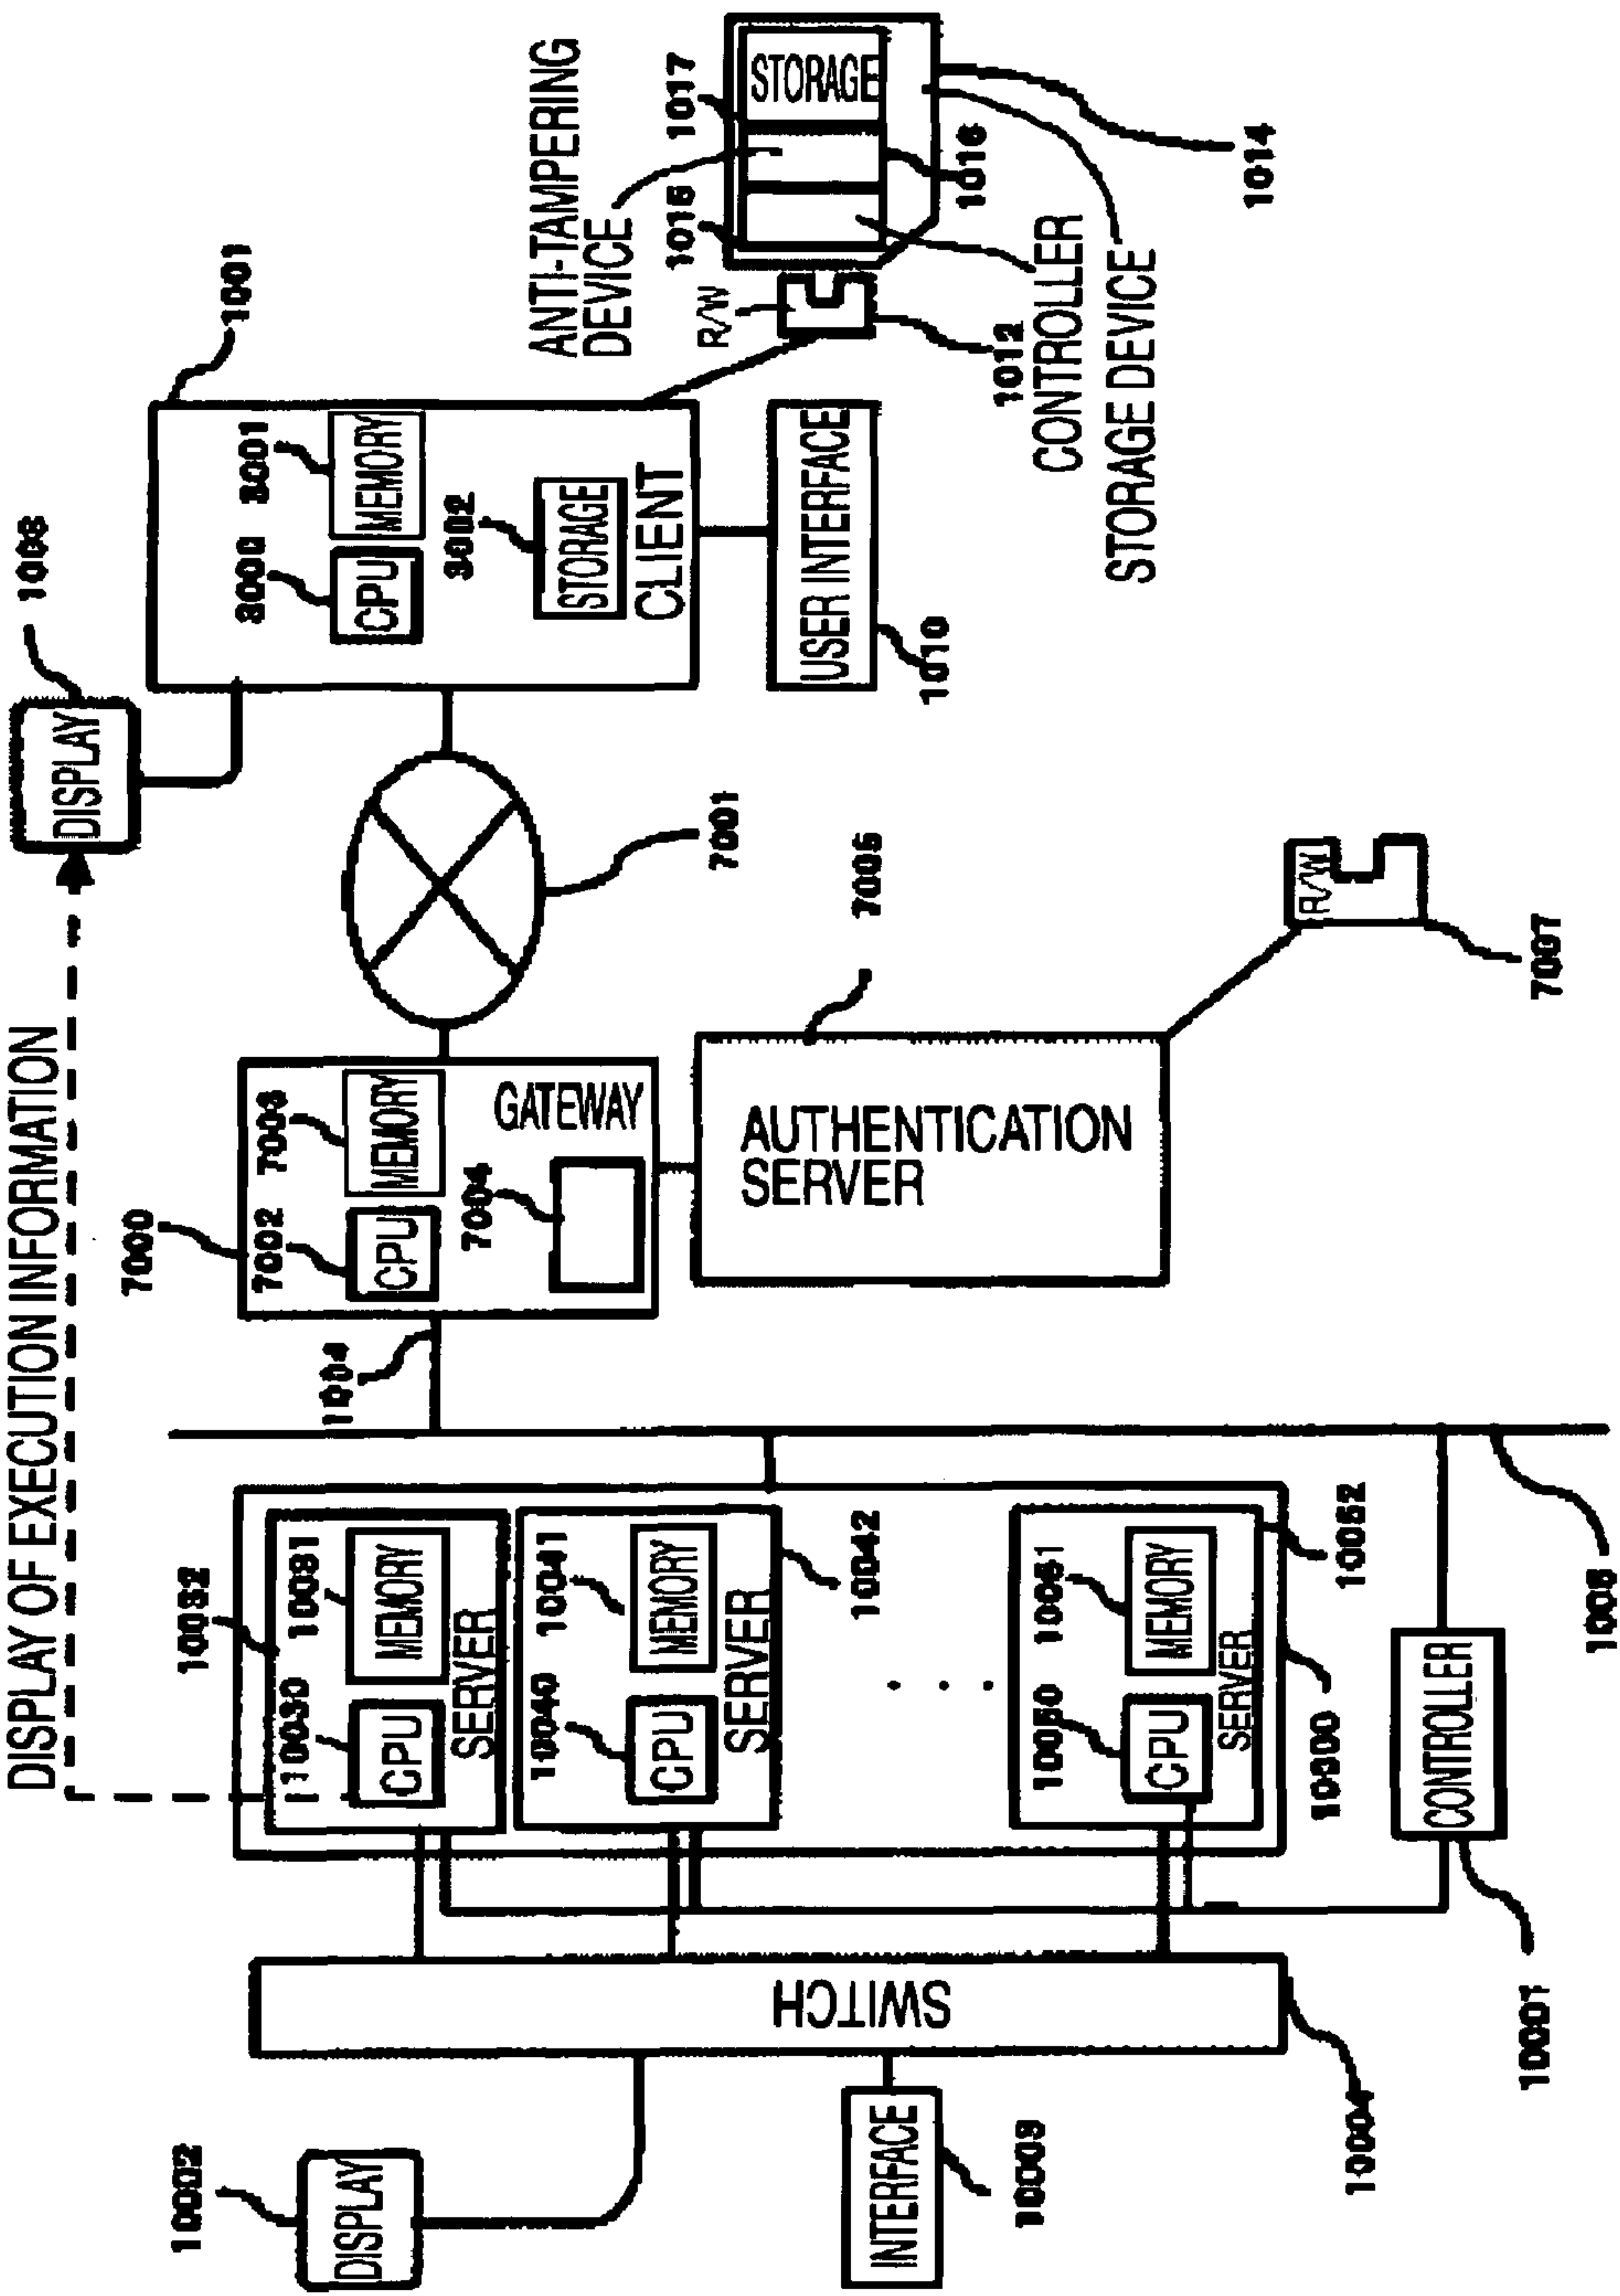 DISPLAY OF EXECUTION INFORMATION
10002
DISPLAY
INTERFACE
10003
SWITCH
10004
10032
10030
CPU
10031
MEMORY
SERVER
10040
CPU
10041
MEMORY
SERVER
10042
. . .
10050
CPU
10051
MEMORY
SERVER
10052
10000
CONTROLLER
10001
1005
1004
7000
7002
CPU
7003
MEMORY
7004
GATEWAY
AUTHENTICATION
SERVER
7005
R/W
7007
7001
DISPLAY
1008
1001
3000
CPU
3001
MEMORY
3002
STORAGE
CLIENT
USER INTERFACE
1010
R/W
1012
ANTI-TAMPERING
DEVICE
1015
1017
STORAGE
1016
CONTROLLER
STORAGE DEVICE
1014